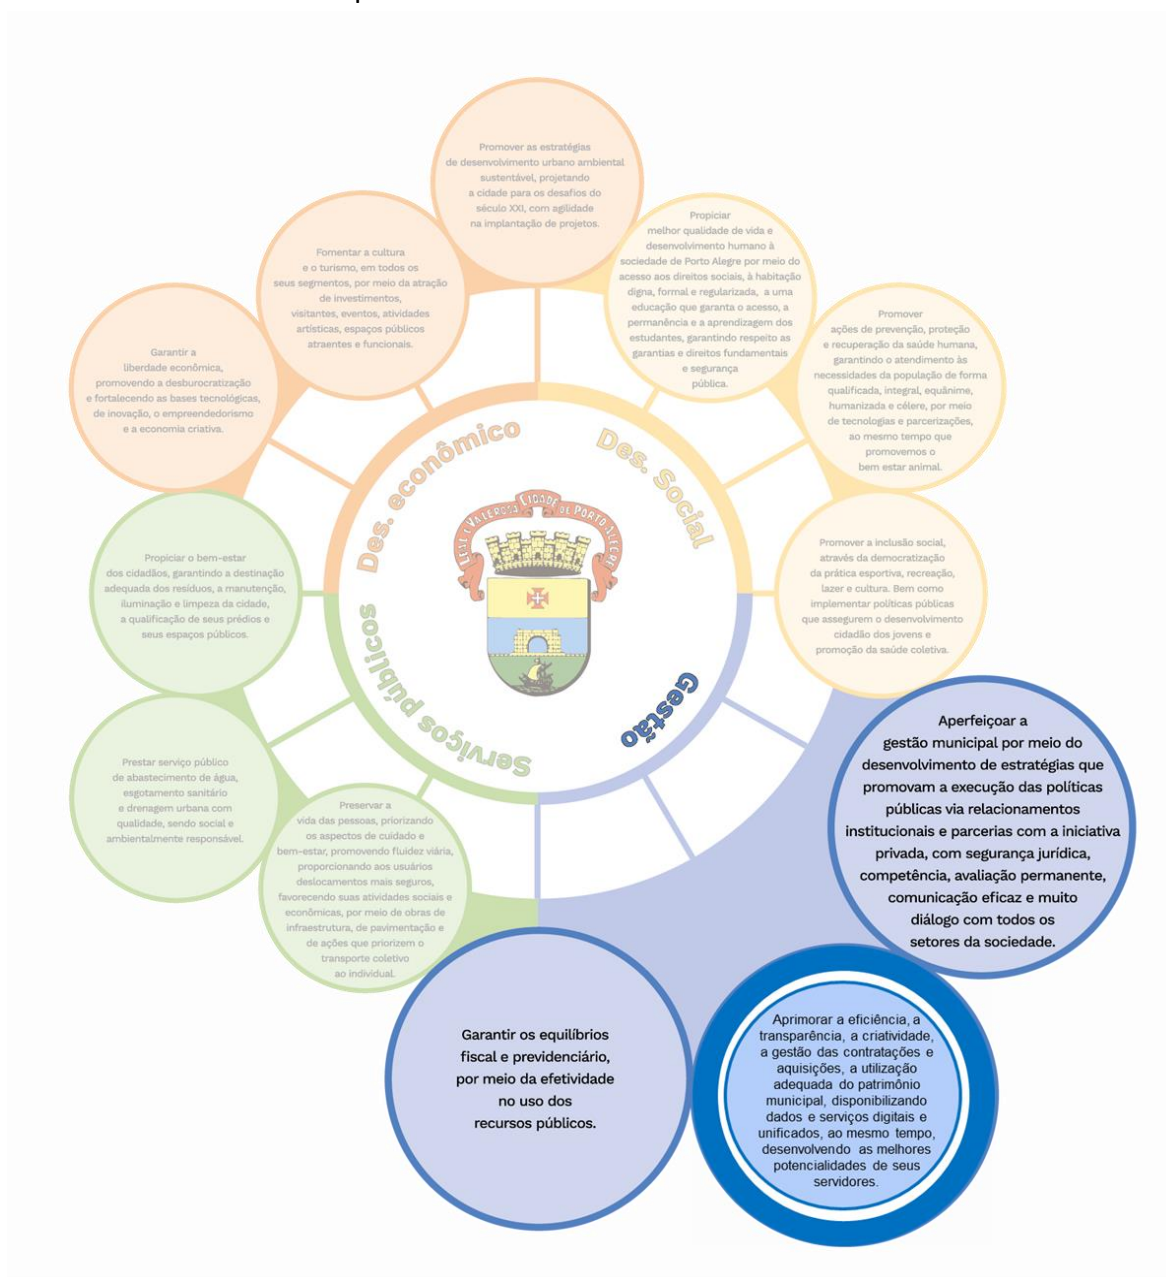 Promover as estratégias
de desenvolvimento urbano ambiental
sustentável, projetando
a cidade para os desafios do
século XXI, com agilidade
na implantação de projetos.
Propiciar
melhor qualidade de vida e
desenvolvimento humano à
sociedade de Porto Alegre por meio do
acesso aos direitos sociais, à habitação
digna, formal e regularizada, a uma
educação que garanta o acesso, a
permanência e a aprendizagem dos
estudantes, garantindo respeito as
garantias e direitos fundamentais
e segurança
pública.
Fomentar a cultura
e o turismo, em todos os
seus segmentos, por meio da atração
de investimentos,
visitantes, eventos, atividades
artísticas, espaços públicos
atraentes e funcionais.
Promover
ações de prevenção, proteção
e recuperação da saúde humana,
garantindo o atendimento às
necessidades da população de forma
qualificada, integral, equânime,
humanizada e célere, por meio
de tecnologias e parcerizações,
ao mesmo tempo que
promovemos o
bem estar animal.
Garantir a
liberdade econômica,
promovendo a desburocratização
e fortalecendo as bases tecnológicas,
de inovação, o empreendedorismo
e a economia criativa.
Des. econômico
Des. Social
LEAL E VALEROSA CIDADE DE PORTO ALEGRE
Propiciar o bem-estar
dos cidadãos, garantindo a destinação
adequada dos resíduos, a manutenção,
iluminação e limpeza da cidade,
a qualificação de seus prédios e
seus espaços públicos.
Promover a inclusão social,
através da democratização
da prática esportiva, recreação,
lazer e cultura. Bem como
implementar políticas públicas
que assegurem o desenvolvimento
cidadão dos jovens e
promoção da saúde coletiva.
Serviços públicos
Gestão
Prestar serviço público
de abastecimento de água,
esgotamento sanitário
e drenagem urbana com
qualidade, sendo social e
ambientalmente responsável.
Aperfeiçoar a
gestão municipal por meio do
desenvolvimento de estratégias que
promovam a execução das políticas
públicas via relacionamentos
institucionais e parcerias com a iniciativa
privada, com segurança jurídica,
competência, avaliação permanente,
comunicação eficaz e muito
diálogo com todos os
setores da sociedade.
Preservar a
vida das pessoas, priorizando
os aspectos de cuidado e
bem-estar, promovendo fluidez viária,
proporcionando aos usuários
deslocamentos mais seguros,
favorecendo suas atividades sociais e
econômicas, por meio de obras de
infraestrutura, de pavimentação e
de ações que priorizem o
transporte coletivo
ao individual.
Garantir os equilíbrios
fiscal e previdenciário,
por meio da efetividade
no uso dos
recursos públicos.
Aprimorar a eficiência, a
transparência, a criatividade,
a gestão das contratações e
aquisições, a utilização
adequada do patrimônio
municipal, disponibilizando
dados e serviços digitais e
unificados, ao mesmo tempo,
desenvolvendo as melhores
potencialidades de seus
servidores.